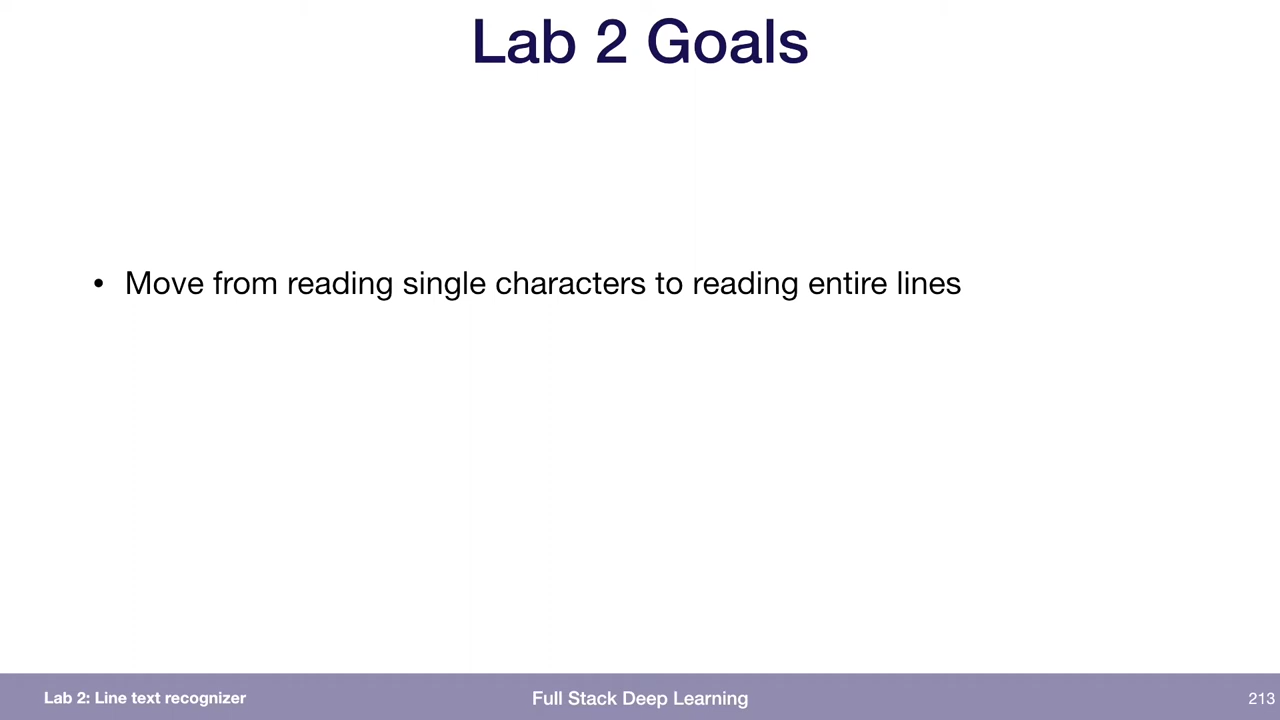 Lab 2 Goals
• Move from reading single characters to reading entire lines
Lab 2: Line text recognizer
Full Stack Deep Learning
213